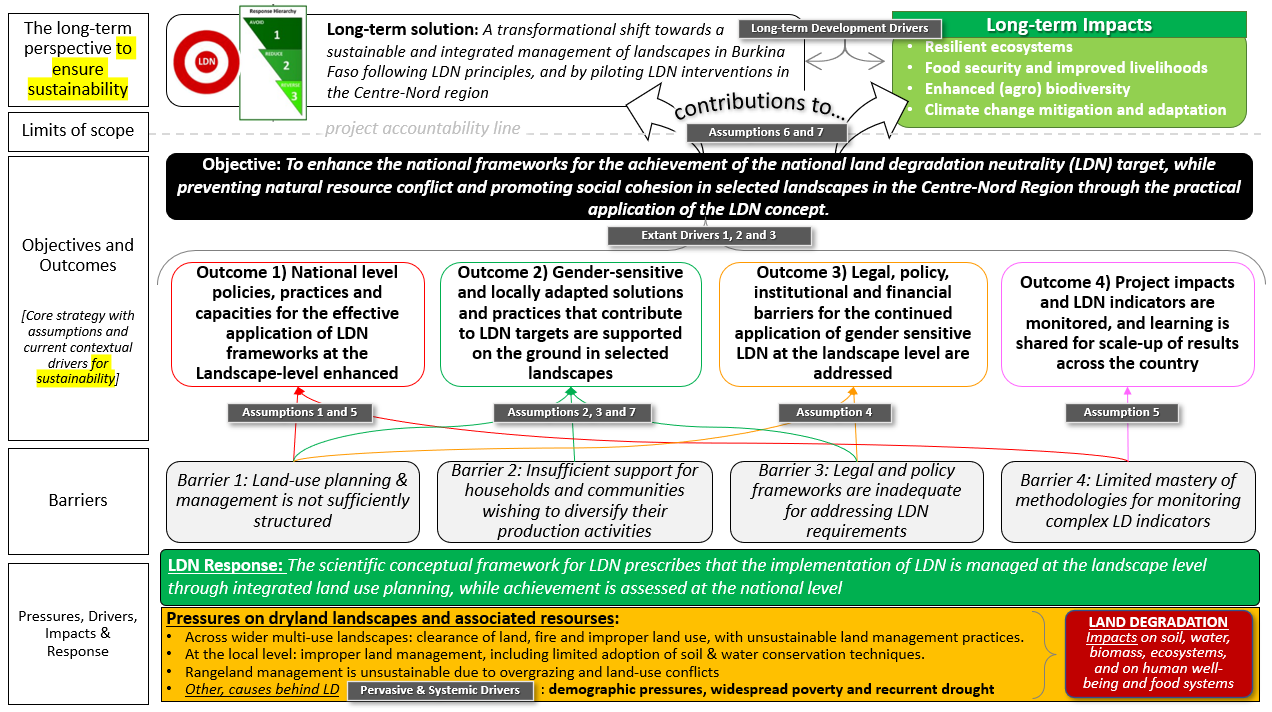 The long-term
perspective to
ensure
sustainability
LDN
Response Hierarchy
AVOID
1
REDUCE
2
REVERSE
3
Long-term solution: A transformational shift towards a
sustainable and integrated management of landscapes in Burkina
Faso following LDN principles, and by piloting LDN interventions in
the Centre-Nord region
Long-term Development Drivers
Long-term Impacts
• Resilient ecosystems
• Food security and improved livelihoods
• Enhanced (agro) biodiversity
• Climate change mitigation and adaptation
contributions to...
Assumptions 6 and 7
Limits of scope
project accountability line
Objectives and
Outcomes
[Core strategy with
assumptions and
current contextual
drivers for
sustainability]
Objective: To enhance the national frameworks for the achievement of the national land degradation neutrality (LDN) target, while
preventing natural resource conflict and promoting social cohesion in selected landscapes in the Centre-Nord Region through the practical
application of the LDN concept.
Extant Drivers 1, 2 and 3
Outcome 1) National level
policies, practices and
capacities for the effective
application of LDN
frameworks at the
Landscape-level enhanced
Outcome 2) Gender-sensitive
and locally adapted solutions
and practices that contribute
to LDN targets are supported
on the ground in selected
landscapes
Outcome 3) Legal, policy,
institutional and financial
barriers for the continued
application of gender sensitive
LDN at the landscape level are
addressed
Outcome 4) Project impacts
and LDN indicators are
monitored, and learning is
shared for scale-up of results
across the country
Assumptions 1 and 5
Assumptions 2, 3 and 7
Assumption 4
Assumption 5
Barriers
Barrier 1: Land-use planning &
management is not sufficiently
structured
Barrier 2: Insufficient support for
households and communities
wishing to diversify their
production activities
Barrier 3: Legal and policy
frameworks are inadequate
for addressing LDN
requirements
Barrier 4: Limited mastery of
methodologies for monitoring
complex LD indicators
Pressures, Drivers,
Impacts &
Response
LDN Response: The scientific conceptual framework for LDN prescribes that the implementation of LDN is managed at the landscape level
through integrated land use planning, while achievement is assessed at the national level
Pressures on dryland landscapes and associated resourses:
• Across wider multi-use landscapes: clearance of land, fire and improper land use, with unsustainable land management practices.
• At the local level: improper land management, including limited adoption of soil & water conservation techniques.
• Rangeland management is unsustainable due to overgrazing and land-use conflicts
• Other, causes behind LD Pervasive & Systemic Drivers : demographic pressures, widespread poverty and recurrent drought
LAND DEGRADATION
Impacts on soil, water,
biomass, ecosystems,
and on human well-
being and food systems